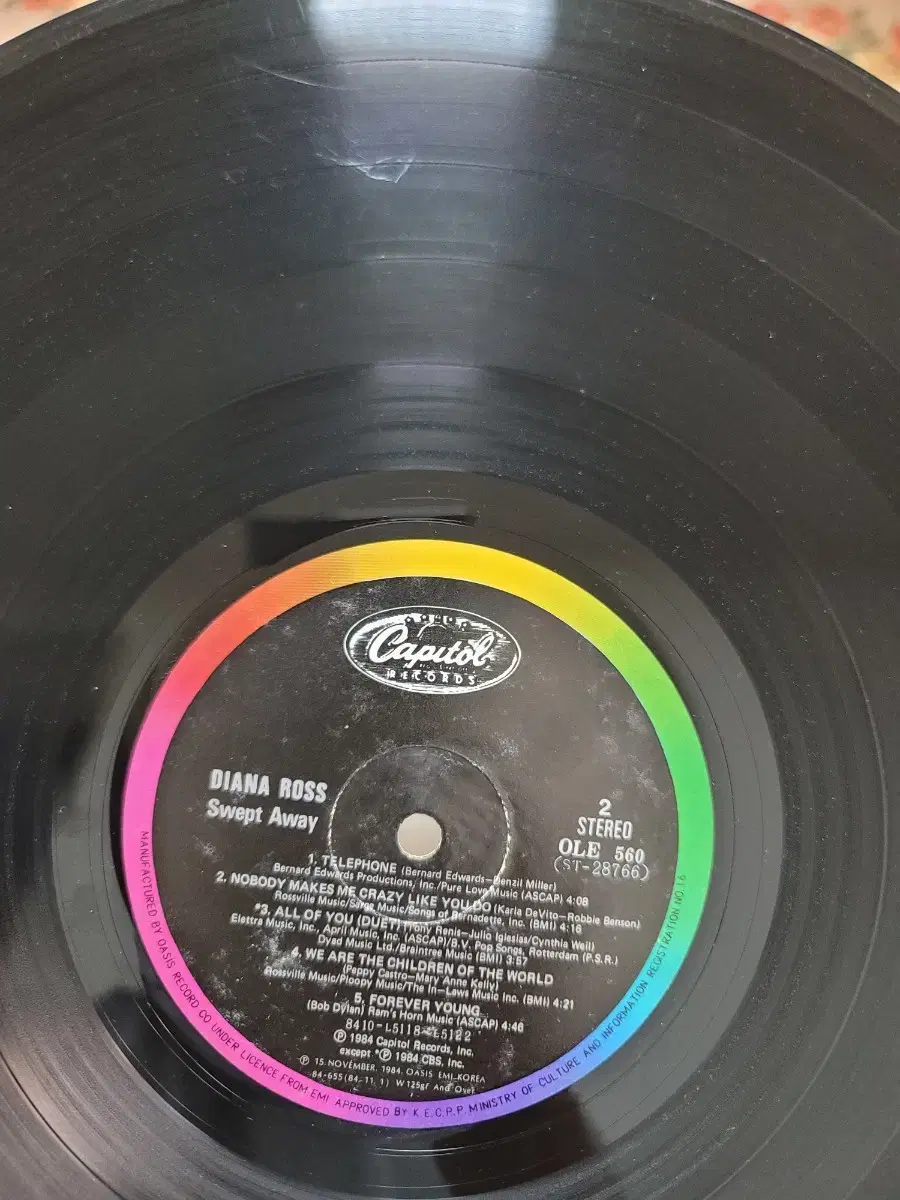 Capitol
RECORDS
DIANA ROSS
Swept Away
2
STEREO
OLE 560
(ST-28766)
1. TELEPHONE (Bernard Edwards-Denzil Miller)
Bernard Edwards Productions, Inc./Pure Love Music (ASCAP) 4:08
2. NOBODY MAKES ME CRAZY LIKE YOU DO (Karla DeVito-Robbie Benson)
Rossville Music/Sarge Music/Songs of Bernadette, Inc. (BMI) 4:16
*3. ALL OF YOU (DUET) (Tony Renis-Julio Iglesias/Cynthia Weil)
Elettra Music, Inc., April Music, Inc. (ASCAP)/B.V. Pop Songs, Rotterdam (P.S.R.)
Dyad Music Ltd./Braintree Music (BMI) 3:57
4. WE ARE THE CHILDREN OF THE WORLD
(Peppy Castro-Mary Anne Kelly)
Rossville Music/Ploopy Music/The In-Laws Music Inc. (BMI) 4:21
5. FOREVER YOUNG
(Bob Dylan) Ram's Horn Music (ASCAP) 4:46
8410-L5118-L5122
Ⓟ 1984 Capitol Records, Inc.
except *Ⓟ 1984 CBS, Inc.
Ⓟ 15. NOVEMBER. 1984. OASIS EMI-KOREA
84-655(84. 11. 1) W 125gr And Over
MANUFACTURED BY OASIS RECORD CO UNDER LICENCE FROM EMI APPROVED BY K.E.C.P.P MINISTRY OF CULTURE AND INFORMATION REGISTRATION NO.16